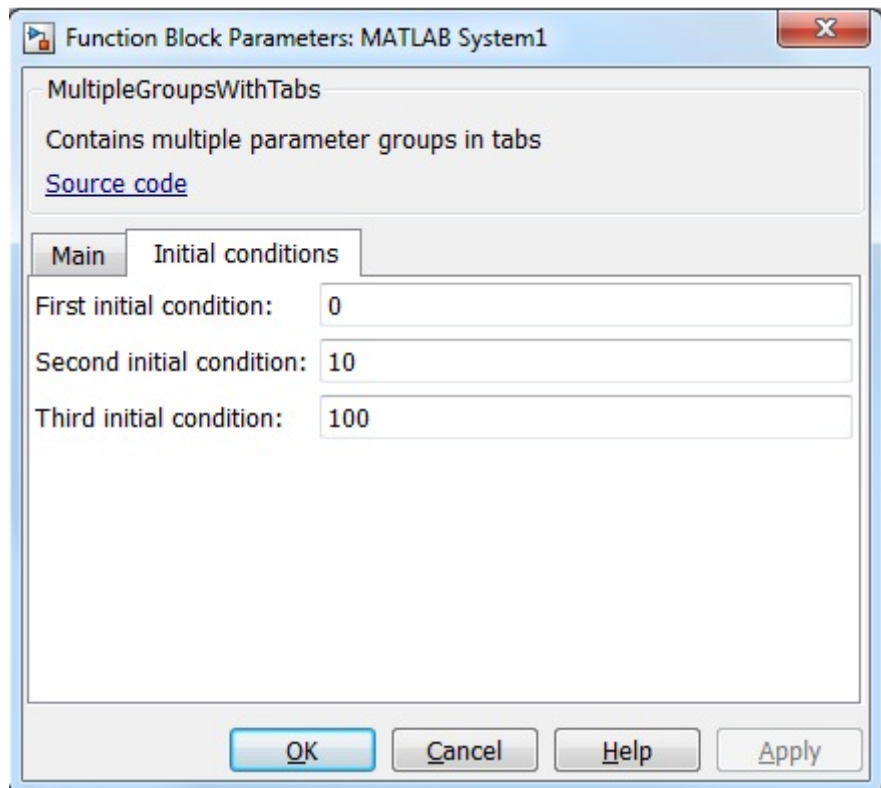 Function Block Parameters: MATLAB System1
X
MultipleGroupsWithTabs
Contains multiple parameter groups in tabs
Source code
Main Initial conditions
First initial condition: 0
Second initial condition: 10
Third initial condition: 100
OK Cancel Help Apply